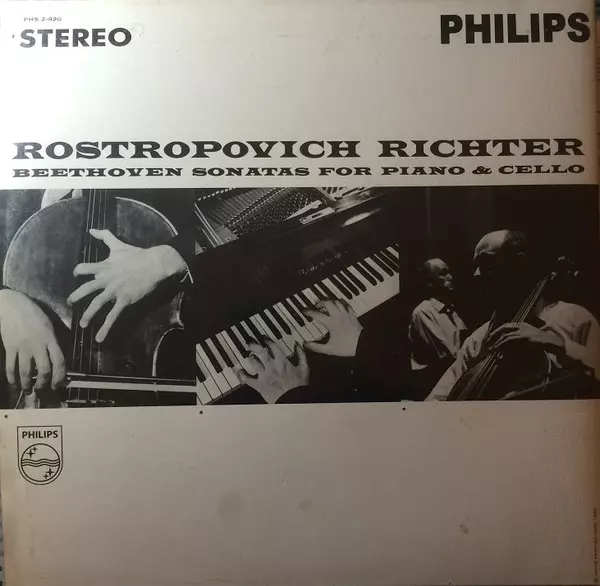 PHS 2-920
STEREO
PHILIPS
ROSTROPOVICH RICHTER
BEETHOVEN SONATAS FOR PIANO & CELLO
PHILIPS